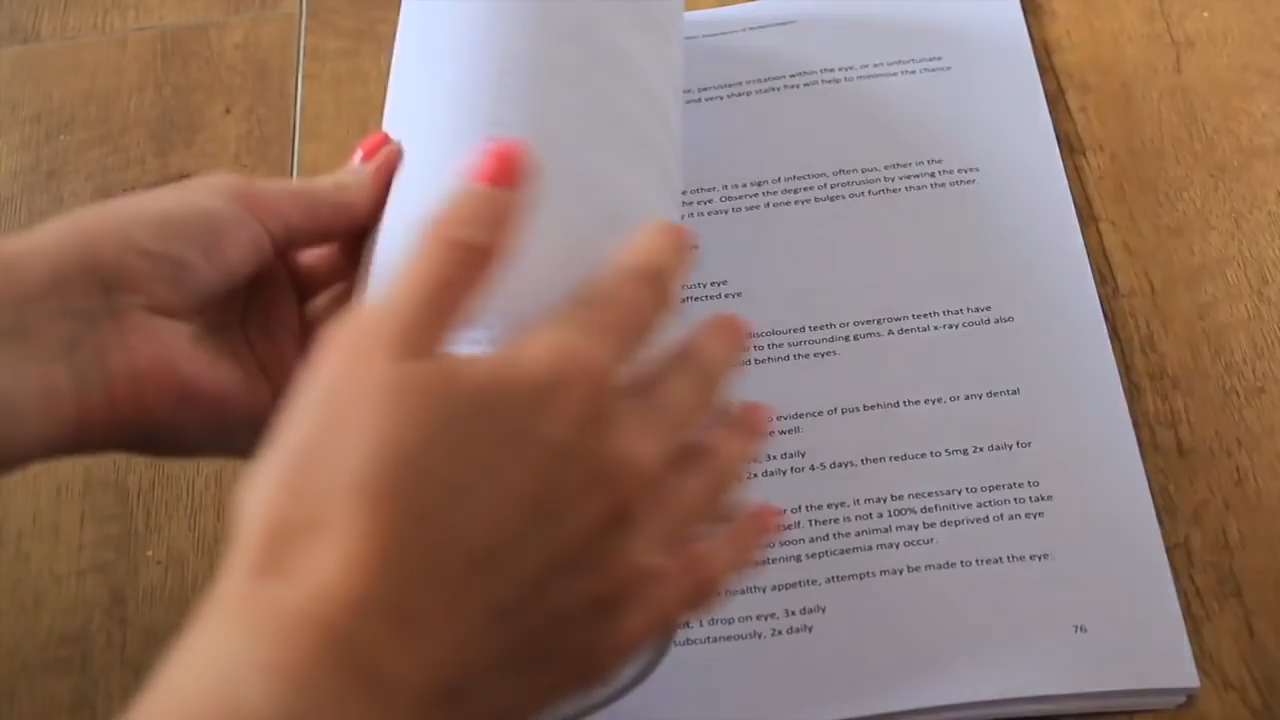 persistent irritation within the eye, or an unfortunate
and very sharp stalky hay will help to minimise the chance
other, it is a sign of infection, often pus, either in the
eye. Observe the degree of protrusion by viewing the eyes
it is easy to see if one eye bulges out further than the other.
eye
affected eye
discoloured teeth or overgrown teeth that have
to the surrounding gums. A dental x-ray could also
behind the eyes.
evidence of pus behind the eye, or any dental
well:
3x daily
2x daily for 4-5 days, then reduce to 5mg 2x daily for
of the eye, it may be necessary to operate to
There is not a 100% definitive action to take
soon and the animal may be deprived of an eye
septicaemia may occur.
healthy appetite, attempts may be made to treat the eye:
1 drop on eye, 3x daily
subcutaneously, 2x daily
76